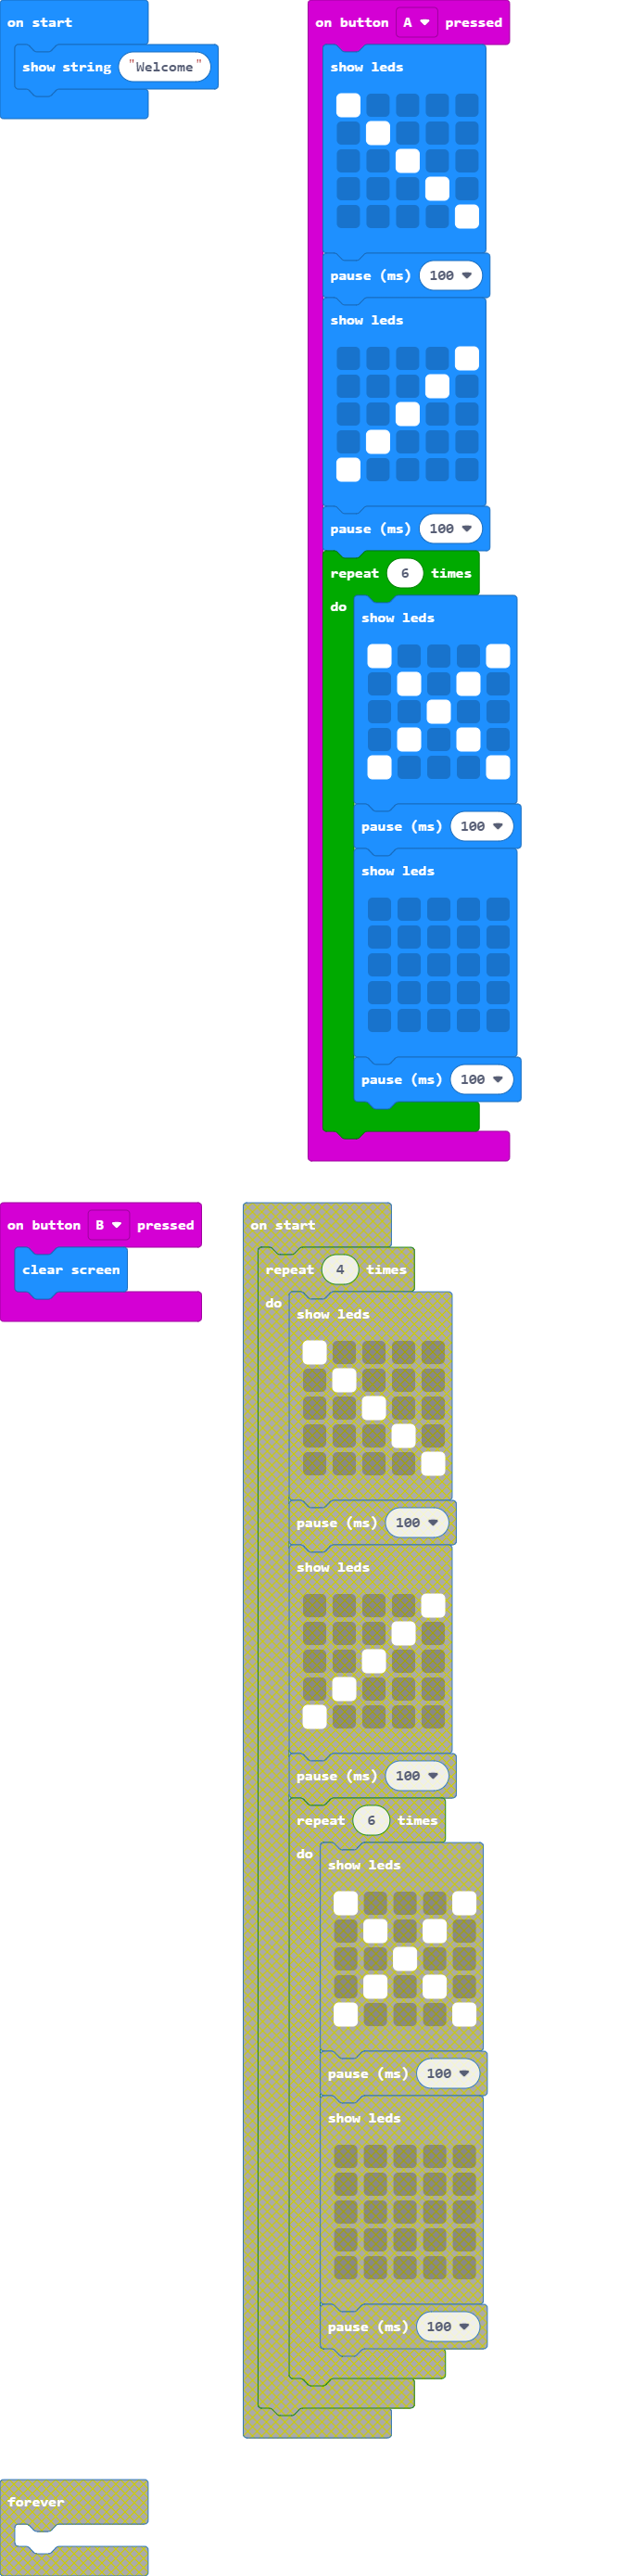 on start
show string "Welcome"
on button A pressed
show leds
pause (ms) 100
show leds
pause (ms) 100
repeat 6 times
do
show leds
pause (ms) 100
show leds
pause (ms) 100
on button B pressed
clear screen
on start
repeat 4 times
do
show leds
pause (ms) 100
show leds
pause (ms) 100
repeat 6 times
do
show leds
pause (ms) 100
show leds
pause (ms) 100
forever